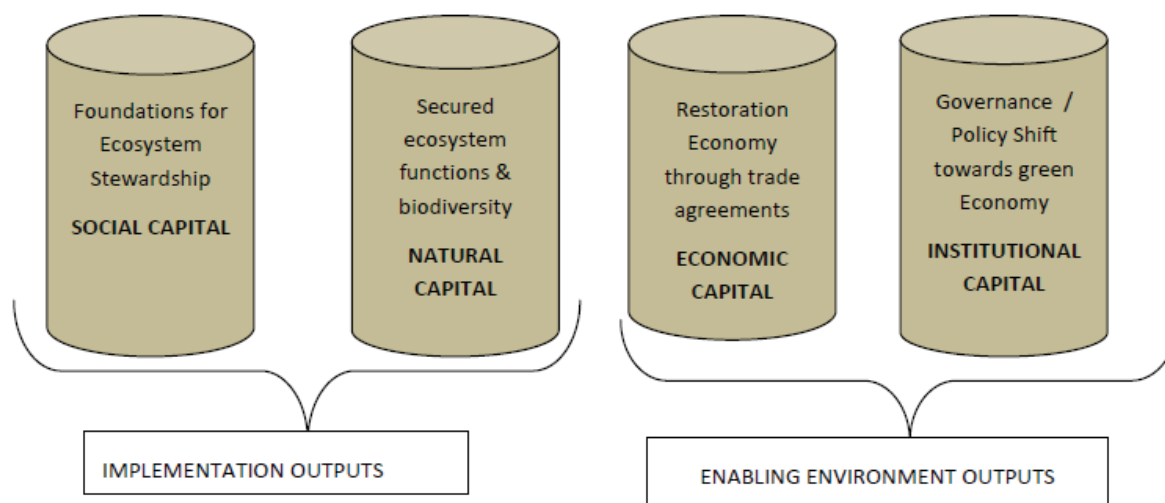 Foundations for
Ecosystem
Stewardship
SOCIAL CAPITAL
Secured
ecosystem
functions &
biodiversity
NATURAL
CAPITAL
Restoration
Economy
through trade
agreements
ECONOMIC
CAPITAL
Governance /
Policy Shift
towards green
Economy
INSTITUTIONAL
CAPITAL
IMPLEMENTATION OUTPUTS
ENABLING ENVIRONMENT OUTPUTS